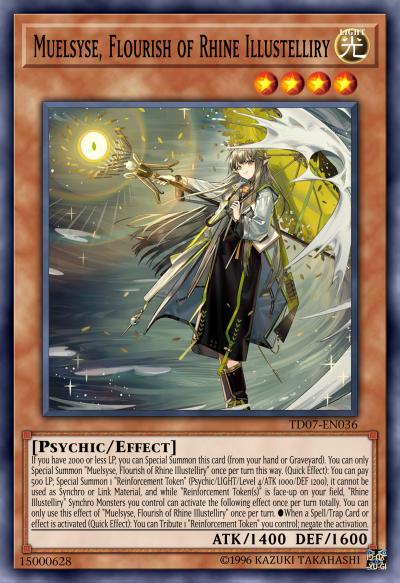 MUELSYSE, FLOURISH OF RHINE ILLUSTELLIRY
LIGHT
光
TD07-EN036
[PSYCHIC/EFFECT]
If you have 2000 or less LP, you can Special Summon this card (from your hand or Graveyard). You can only
Special Summon "Muelsyse, Flourish of Rhine Illustelliry" once per turn this way. (Quick Effect): You can pay
500 LP; Special Summon 1 "Reinforcement Token" (Psychic/LIGHT/Level 4/ATK 1000/DEF 1200), it cannot be
used as Synchro or Link Material, and while "Reinforcement Token(s)" is face-up on your field, "Rhine
Illustelliry" Synchro Monsters you control can activate the following effect once per turn totally. You can
only use this effect of "Muelsyse, Flourish of Rhine Illustelliry" once per turn. ●When a Spell/Trap Card or
effect is activated (Quick Effect): You can Tribute 1 "Reinforcement Token" you control; negate the activation.
ATK/1400 DEF/1600
15000628
©1996 KAZUKI TAKAHASHI